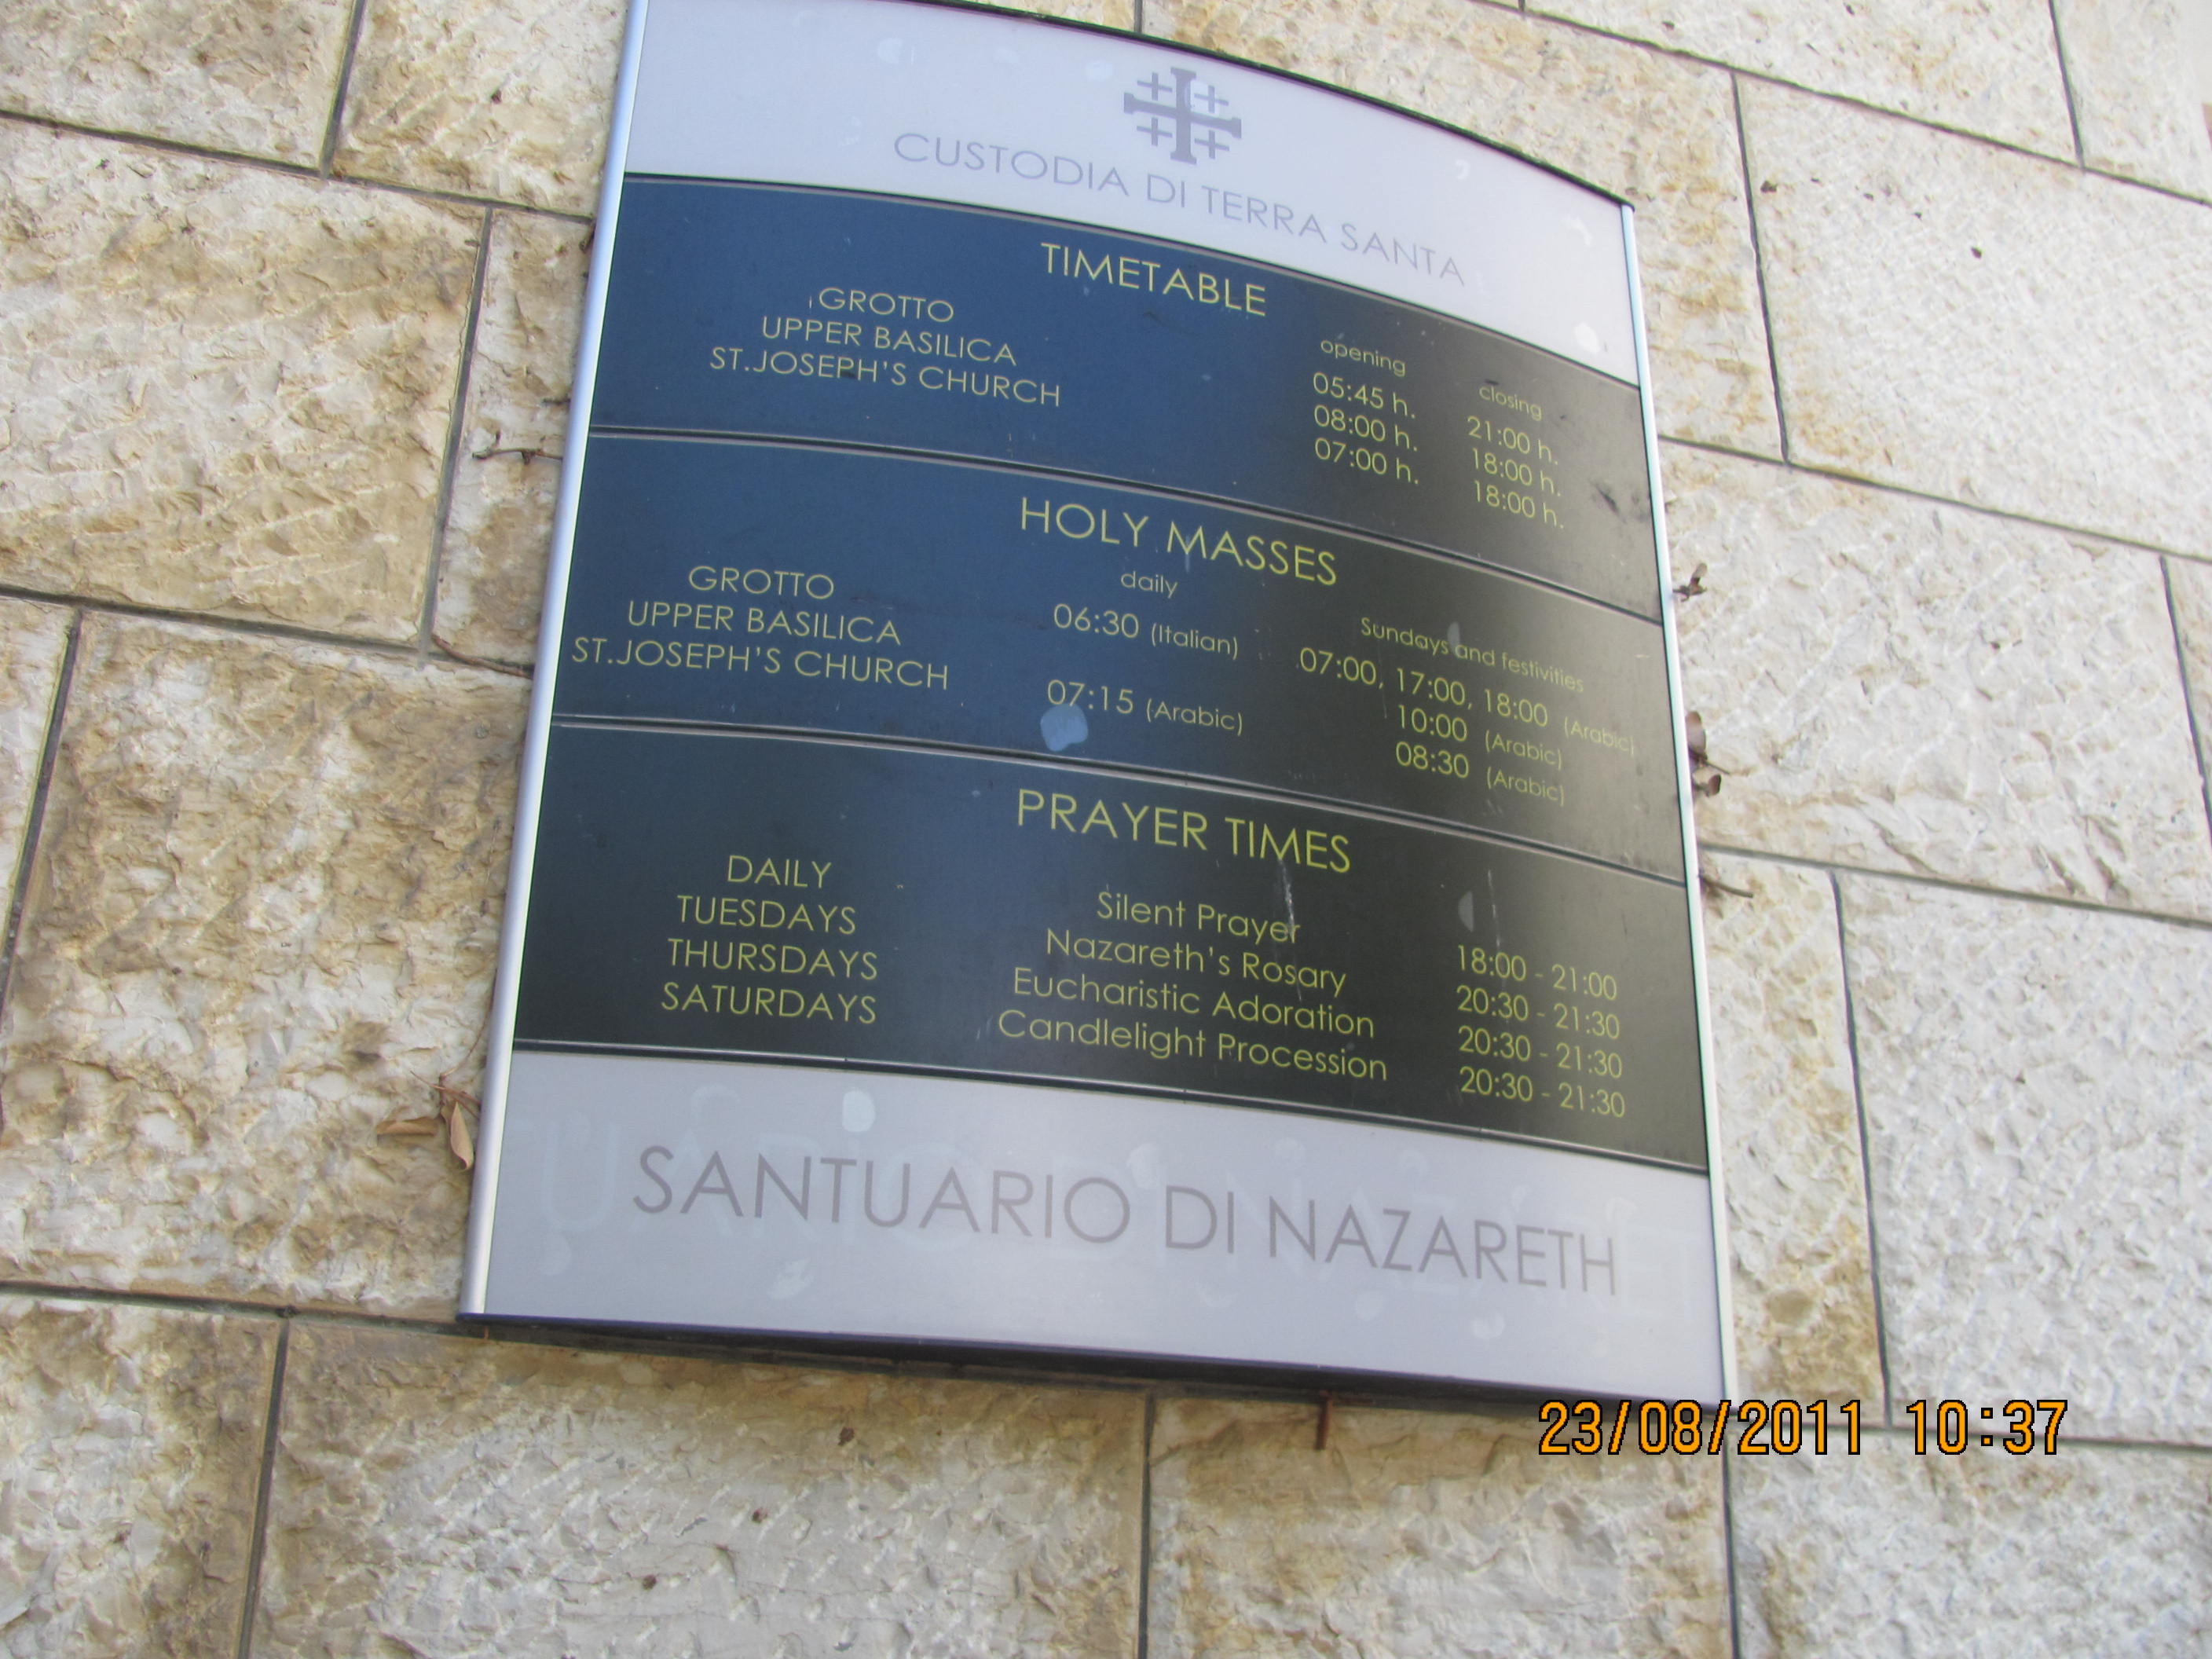 CUSTODIA DI TERRA SANTA
TIMETABLE
opening closing
GROTTO 05:45 h. 21:00 h.
UPPER BASILICA 08:00 h. 18:00 h.
ST.JOSEPH'S CHURCH 07:00 h. 18:00 h.
HOLY MASSES
daily Sundays and festivities
GROTTO 06:30 (Italian) 07:00, 17:00, 18:00 (Arabic)
UPPER BASILICA 10:00 (Arabic)
ST.JOSEPH'S CHURCH 07:15 (Arabic) 08:30 (Arabic)
PRAYER TIMES
DAILY Silent Prayer 18:00 - 21:00
TUESDAYS Nazareth's Rosary 20:30 - 21:30
THURSDAYS Eucharistic Adoration 20:30 - 21:30
SATURDAYS Candlelight Procession 20:30 - 21:30
SANTUARIO DI NAZARETH
23/08/2011 10:37